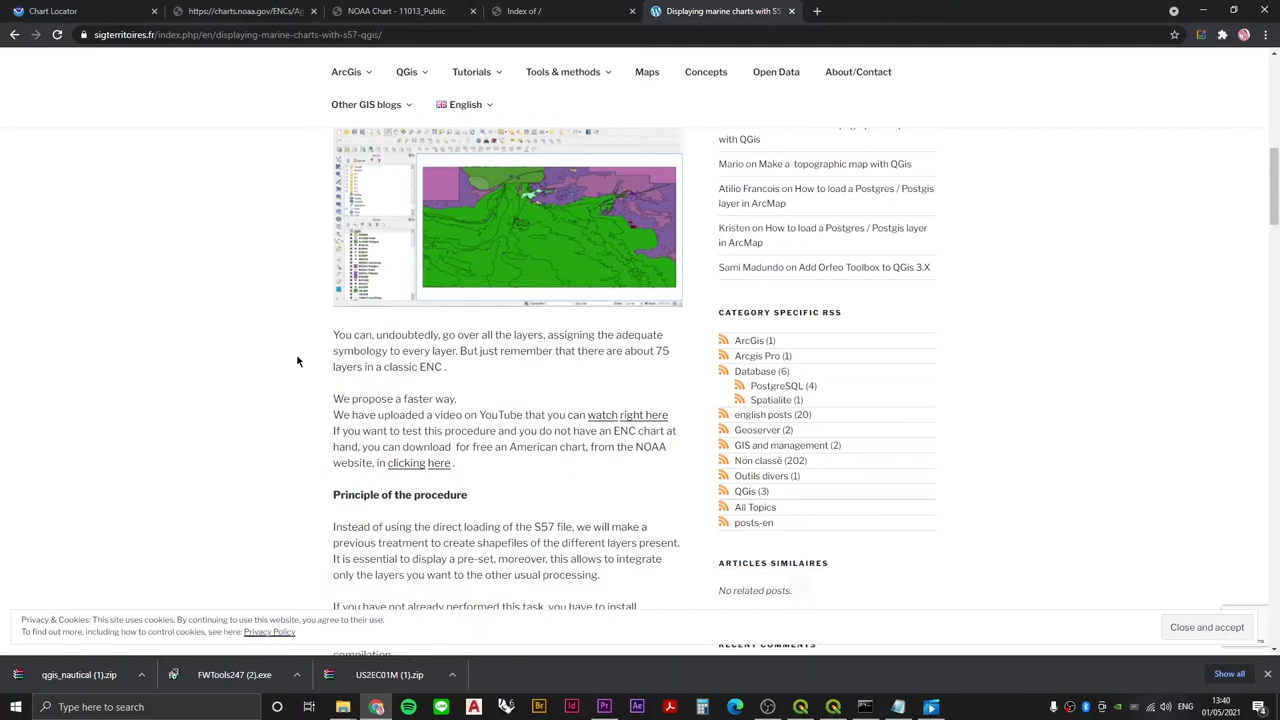 Chart Locator
https://charts.noaa.gov/ENCs/Ag
NOAA Chart - 11013_Public
Index of /
Displaying marine charts with S5
sigterritoires.fr/index.php/en/displaying-marine-charts-with-s57-qgis/
ArcGis
QGis
Tutorials
Tools & methods
Maps
Concepts
Open Data
About/Contact
Other GIS blogs
English
You can, undoubtedly, go over all the layers, assigning the adequate
symbology to every layer. But just remember that there are about 75
layers in a classic ENC .
We propose a faster way.
We have uploaded a video on YouTube that you can watch right here
If you want to test this procedure and you do not have an ENC chart at
hand, you can download for free an American chart, from the NOAA
website, in clicking here .
Principle of the procedure
Instead of using the direct loading of the S57 file, we will make a
previous treatment to create shapefiles of the different layers present.
It is essential to display a pre-set, moreover, this allows to integrate
only the layers you want to the other usual processing.
If you have not already performed this task, you have to install
compilation
with QGis
Mario on Make a topographic map with QGis
Atilio Francois on How to load a Postgres / Postgis
layer in ArcMap
Kristen on How to load a Postgres / Postgis layer
in ArcMap
Sami Madundo on Add Orfeo Toolbox to QGis 3.X
CATEGORY SPECIFIC RSS
ArcGis (1)
Arcgis Pro (1)
Database (6)
PostgreSQL (4)
Spatialite (1)
english posts (20)
Geoserver (2)
GIS and management (2)
Non classé (202)
Outils divers (1)
QGis (3)
All Topics
posts-en
ARTICLES SIMILAIRES
No related posts.
RECENT COMMENTS
Privacy & Cookies: This site uses cookies. By continuing to use this website, you agree to their use.
To find out more, including how to control cookies, see here: Privacy Policy
Close and accept
qgis_nautical (1).zip
FWTools247 (2).exe
US2EC01M (1).zip
Show all
Type here to search
13:40
01/05/2021